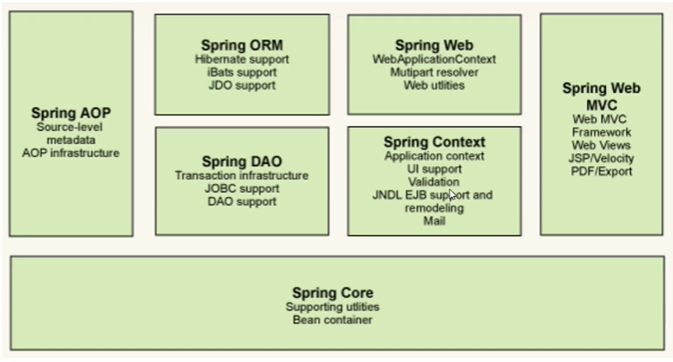 Spring AOP
Source-level
metadata
AOP infrastructure
Spring ORM
Hibernate support
iBats support
JDO support
Spring DAO
Transaction infrastructure
JOBC support
DAO support
Spring Web
WebApplicationContext
Mutipart resolver
Web utlities
Spring Context
Application context
UI support
Validation
JNDL EJB support and
remodeling
Mail
Spring Web
MVC
Web MVC
Framework
Web Views
JSP/Velocity
PDF/Export
Spring Core
Supporting utlities
Bean container